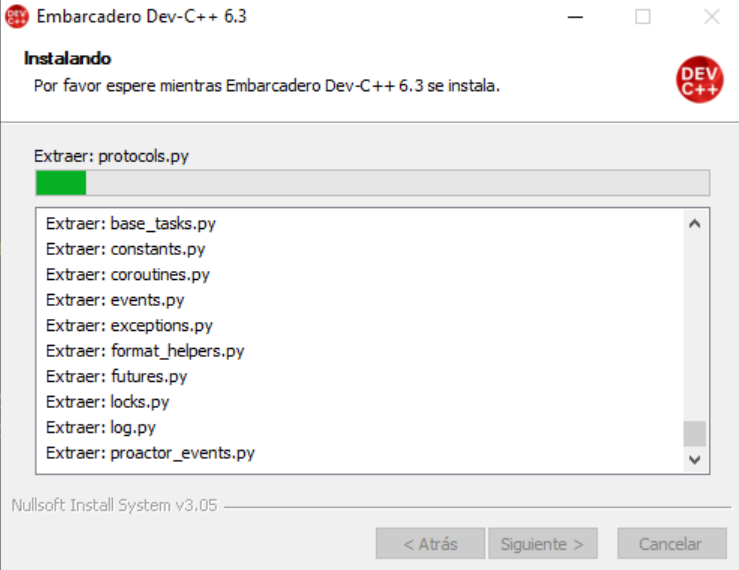 DEV C++ Embarcadero Dev-C++ 6.3
Instalando
Por favor espere mientras Embarcadero Dev-C++ 6.3 se instala.
DEV
C++
Extraer: protocols.py
Extraer: base_tasks.py
Extraer: constants.py
Extraer: coroutines.py
Extraer: events.py
Extraer: exceptions.py
Extraer: format_helpers.py
Extraer: futures.py
Extraer: locks.py
Extraer: log.py
Extraer: proactor_events.py
Nullsoft Install System v3.05
< Atrás Siguiente > Cancelar